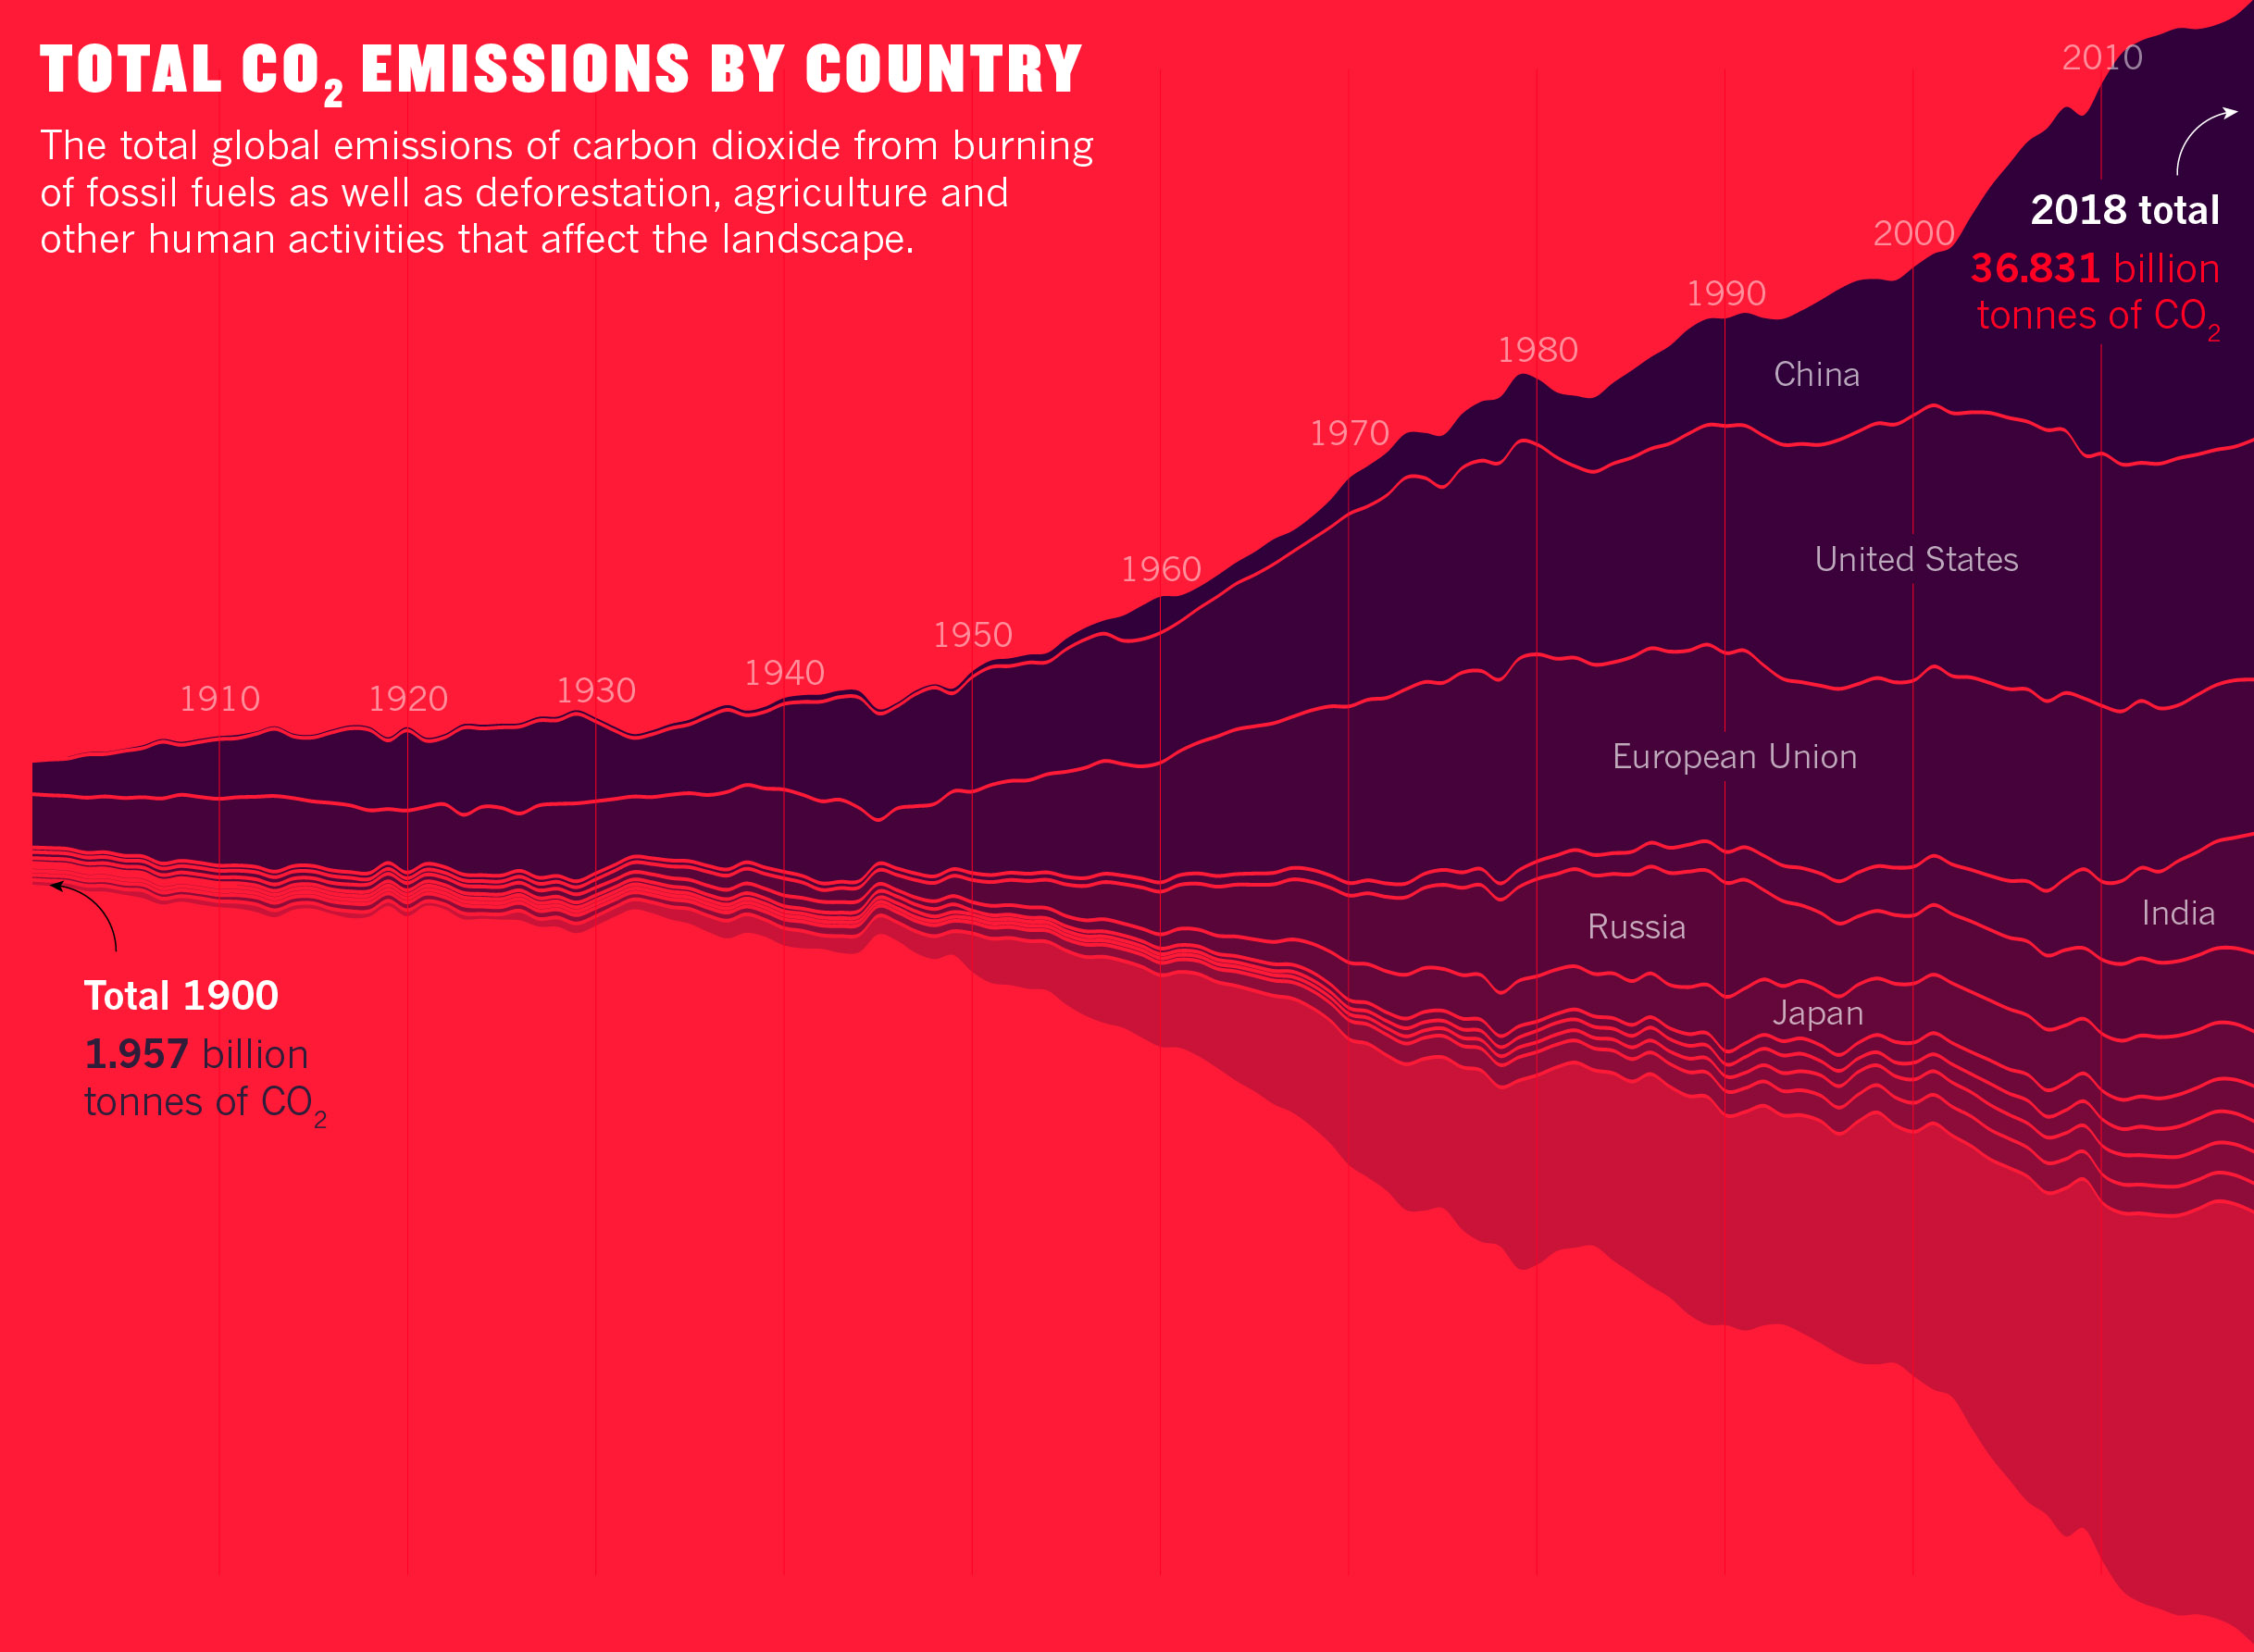 TOTAL CO₂ EMISSIONS BY COUNTRY
The total global emissions of carbon dioxide from burning
of fossil fuels as well as deforestation, agriculture and
other human activities that affect the landscape.
2010
2018 total
36.831 billion
tonnes of CO₂
2000
1990
1980
1970
1960
1950
1940
1930
1920
1910
China
United States
European Union
India
Russia
Japan
Total 1900
1.957 billion
tonnes of CO₂